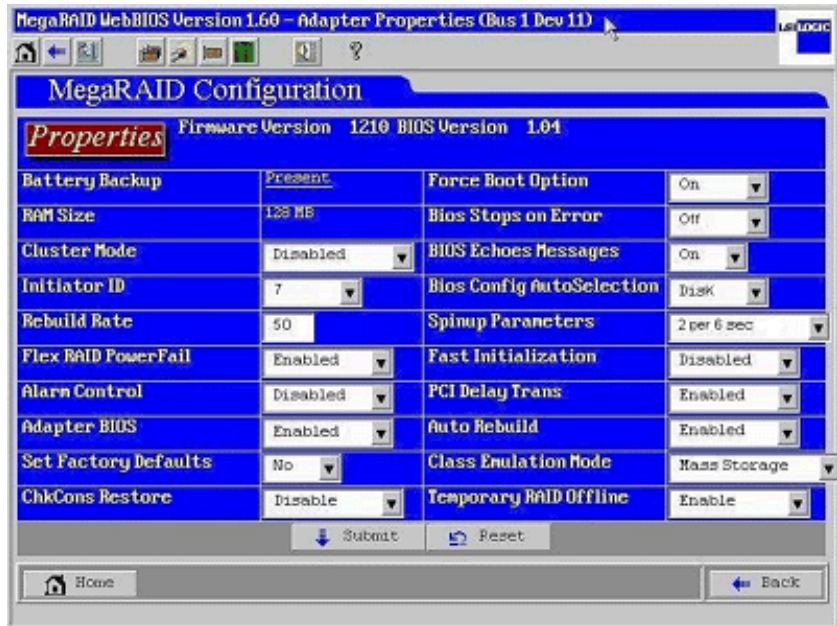 MegaRAID WebBIOS Version 1.60 - Adapter Properties (Bus 1 Dev 11)
LSI LOGIC
MegaRAID Configuration
Properties
Firmware Version 1210 BIOS Version 1.04
Battery Backup Present Force Boot Option On
RAM Size 128 MB Bios Stops on Error Off
Cluster Mode Disabled BIOS Echoes Messages On
Initiator ID 7 Bios Config AutoSelection Disk
Rebuild Rate 50 Spinup Parameters 2 per 6 sec
Flex RAID PowerFail Enabled Fast Initialization Disabled
Alarm Control Disabled PCI Delay Trans Enabled
Adapter BIOS Enabled Auto Rebuild Enabled
Set Factory Defaults No Class Emulation Mode Mass Storage
ChkCons Restore Disable Temporary RAID Offline Enable
Submit Reset
Home Back